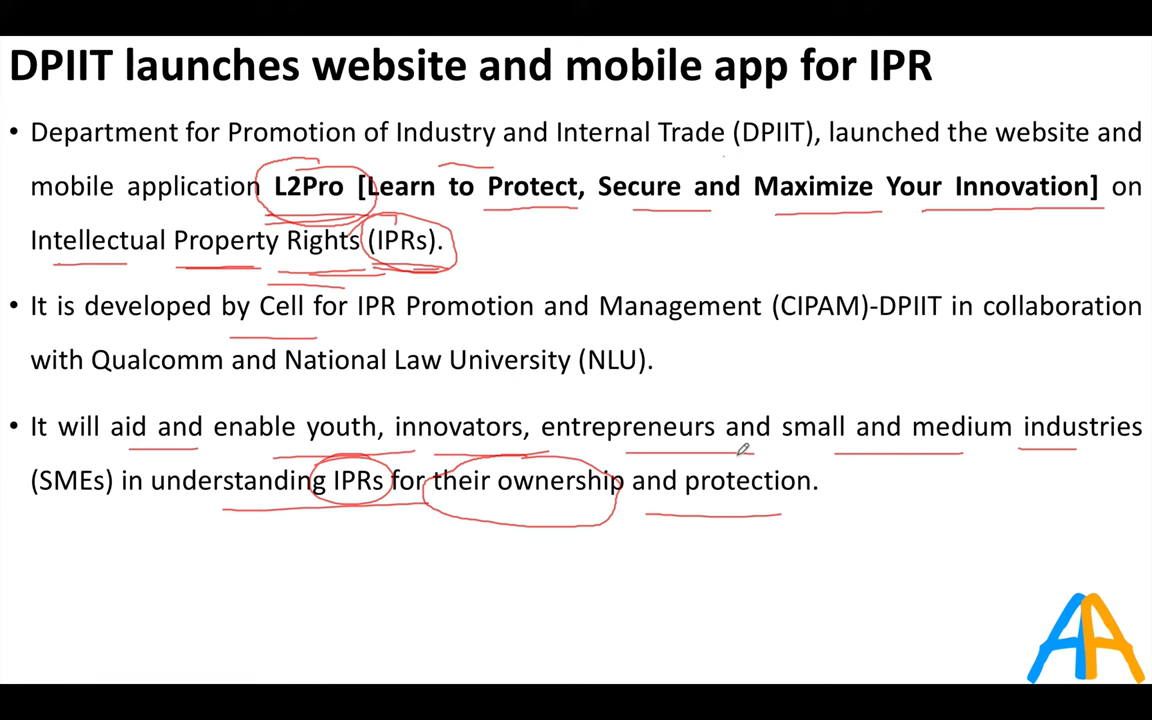 DPIIT launches website and mobile app for IPR
• Department for Promotion of Industry and Internal Trade (DPIIT), launched the website and
mobile application L2Pro [Learn to Protect, Secure and Maximize Your Innovation] on
Intellectual Property Rights (IPRs).
• It is developed by Cell for IPR Promotion and Management (CIPAM)-DPIIT in collaboration
with Qualcomm and National Law University (NLU).
• It will aid and enable youth, innovators, entrepreneurs and small and medium industries
(SMEs) in understanding IPRs for their ownership and protection.
AA